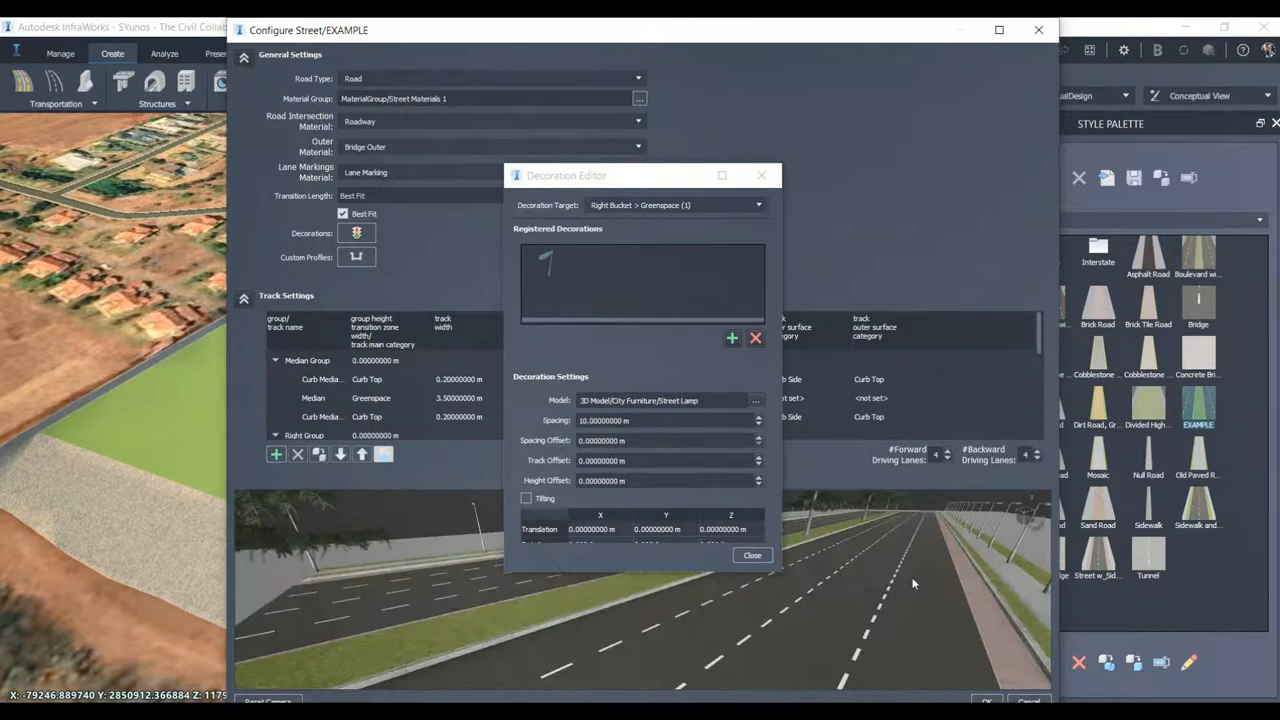 Autodesk InfraWorks - SYunos - The Civil Collab
Configure Street/EXAMPLE
Manage
Create
Analyze
Transportation
Structures
Conceptual View
STYLE PALETTE
General Settings
Road Type:
Road
Material Group:
MaterialGroup/Street Materials 1
...
Road Intersection
Material:
Roadway
Outer
Material:
Bridge Outer
Lane Markings
Material:
Lane Marking
Transition Length:
Best Fit
Best Fit
Decorations:
Custom Profiles:
Track Settings
group/
track name
group height
transition zone
width/
track main category
track
width
track
outer surface
category
Median Group
0.00000000 m
Curb Media...
Curb Top
0.20000000 m
Curb Top
Median
Greenspace
3.50000000 m
<not set>
Curb Media...
Curb Top
0.20000000 m
Curb Top
Right Group
0.00000000 m
#Forward
Driving Lanes:
4
#Backward
Driving Lanes:
4
Decoration Editor
Decoration Target:
Right Bucket > Greenspace (1)
Registered Decorations
Decoration Settings
Model:
3D Model/City Furniture/Street Lamp
...
Spacing:
10.00000000 m
Spacing Offset:
0.00000000 m
Track Offset:
0.00000000 m
Height Offset:
0.00000000 m
Tilting
X
Y
Z
Translation
0.00000000 m
0.00000000 m
0.00000000 m
Close
Interstate
Asphalt Road
Boulevard wi...
Brick Road
Brick Tile Road
Bridge
Cobblestone ...
Cobblestone ...
Concrete Bri...
Dirt Road, Gr...
Divided High...
EXAMPLE
Mosaic
Null Road
Old Paved R...
Sand Road
Sidewalk
Sidewalk and...
Street w_Sid...
Tunnel
X: -79246.889740 Y: 2850912.366884 Z: 1179
Reset Camera
OK
Cancel